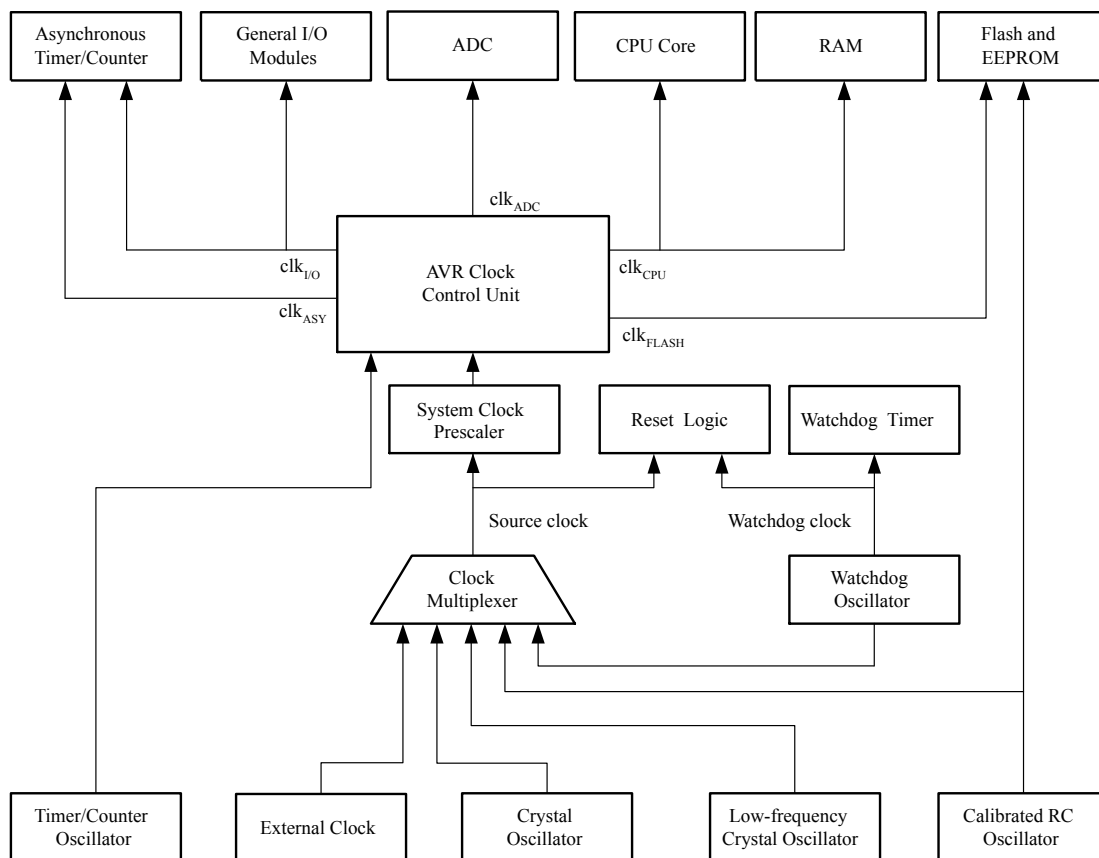 Asynchronous
Timer/Counter
General I/O
Modules
ADC
CPU Core
RAM
Flash and
EEPROM
clkADC
clkI/O
clkCPU
AVR Clock
Control Unit
clkASY
clkFLASH
System Clock
Prescaler
Reset Logic
Watchdog Timer
Source clock
Watchdog clock
Clock
Multiplexer
Watchdog
Oscillator
Timer/Counter
Oscillator
External Clock
Crystal
Oscillator
Low-frequency
Crystal Oscillator
Calibrated RC
Oscillator